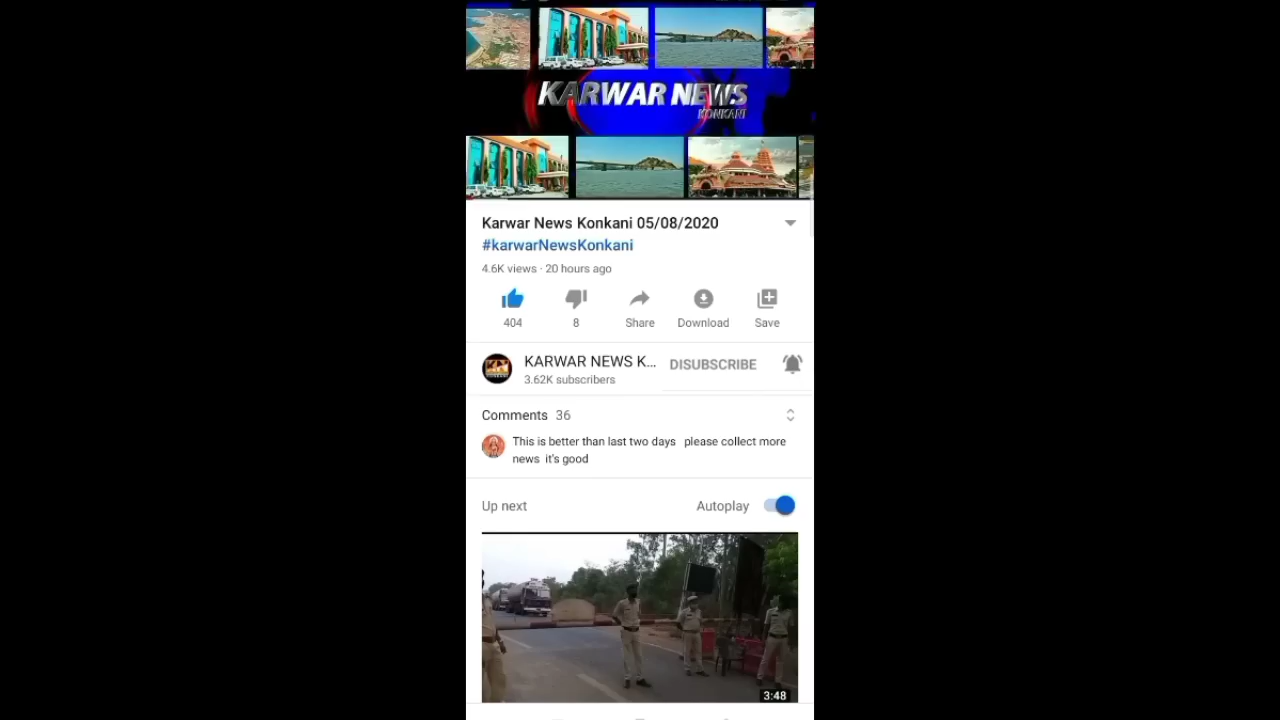 KARWAR NEWS
KONKANI
Karwar News Konkani 05/08/2020
#karwarNewsKonkani
4.6K views · 20 hours ago
404 8 Share Download Save
KARWAR NEWS K... DISUBSCRIBE
3.62K subscribers
Comments 36
This is better than last two days please collect more
news it's good
Up next Autoplay
3:48